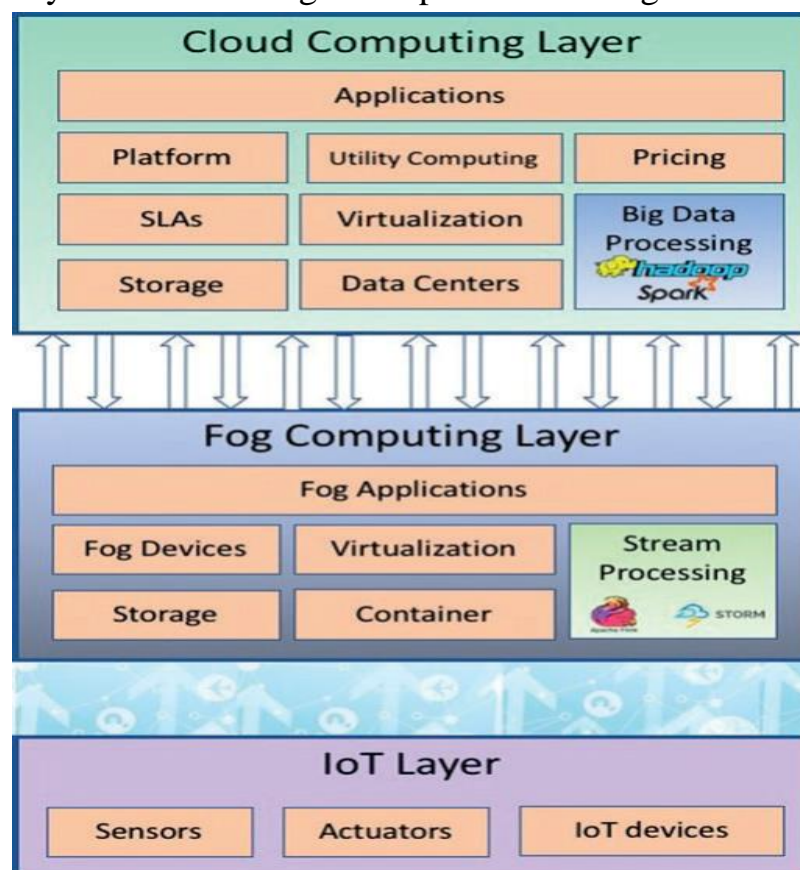 Cloud Computing Layer
Applications
Platform
Utility Computing
Pricing
SLAs
Virtualization
Big Data
Processing
hadoop
Spark
Storage
Data Centers
Fog Computing Layer
Fog Applications
Fog Devices
Virtualization
Stream
Processing
Storage
Container
STORM
IoT Layer
Sensors
Actuators
IoT devices